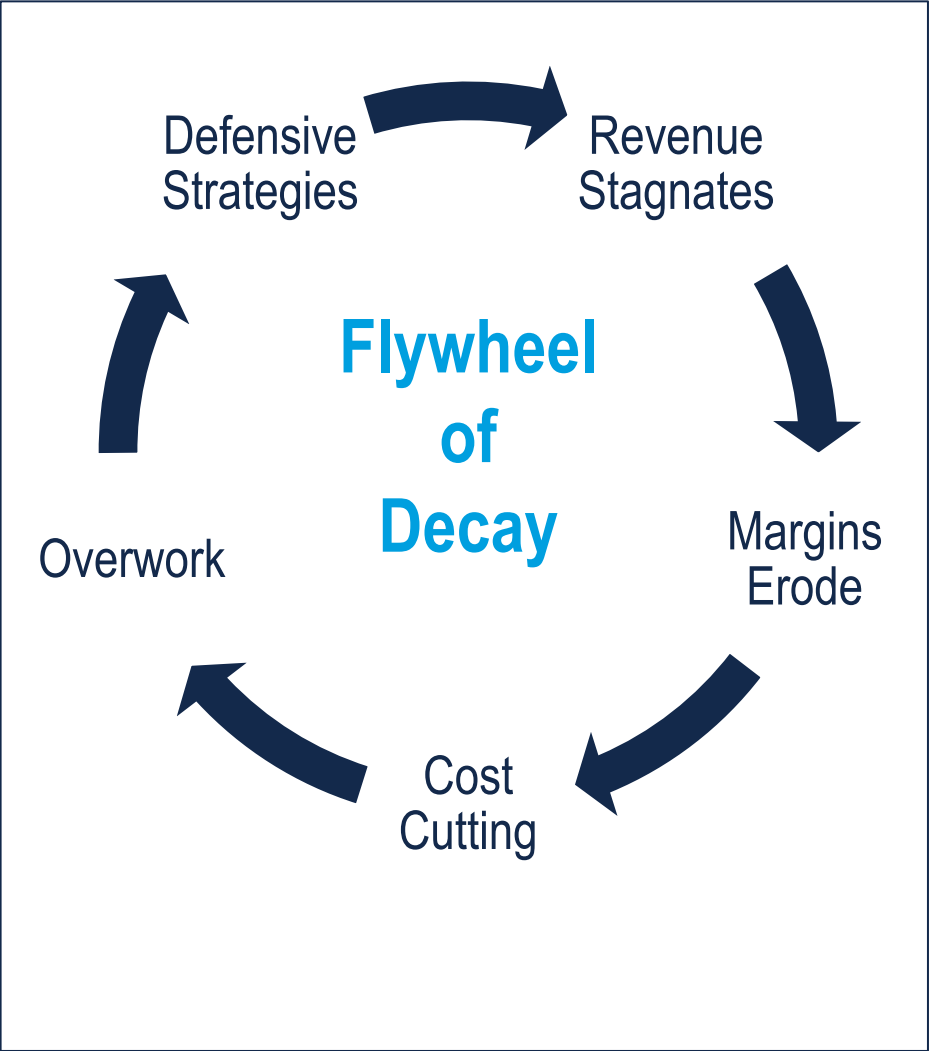 Defensive
Strategies
Revenue
Stagnates
Flywheel
of
Decay
Margins
Erode
Overwork
Cost
Cutting